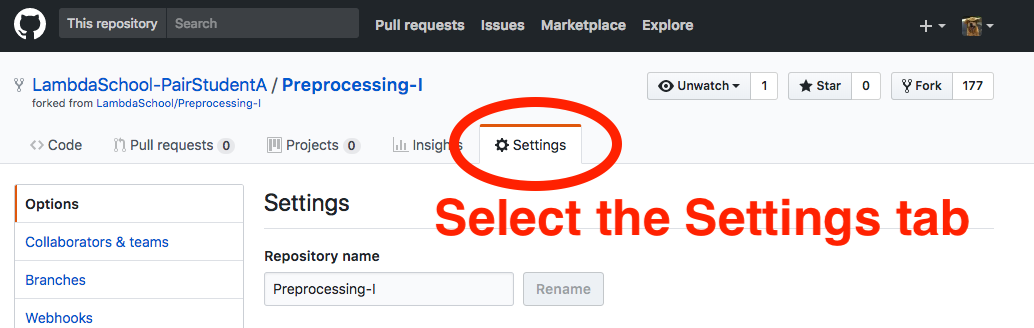 This repository Search Pull requests Issues Marketplace Explore
LambdaSchool-PairStudentA / Preprocessing-I Unwatch 1 Star 0 Fork 177
forked from LambdaSchool/Preprocessing-I
Code Pull requests 0 Projects 0 Insights Settings
Options
Collaborators & teams
Branches
Webhooks
Settings
Select the Settings tab
Repository name
Preprocessing-I Rename